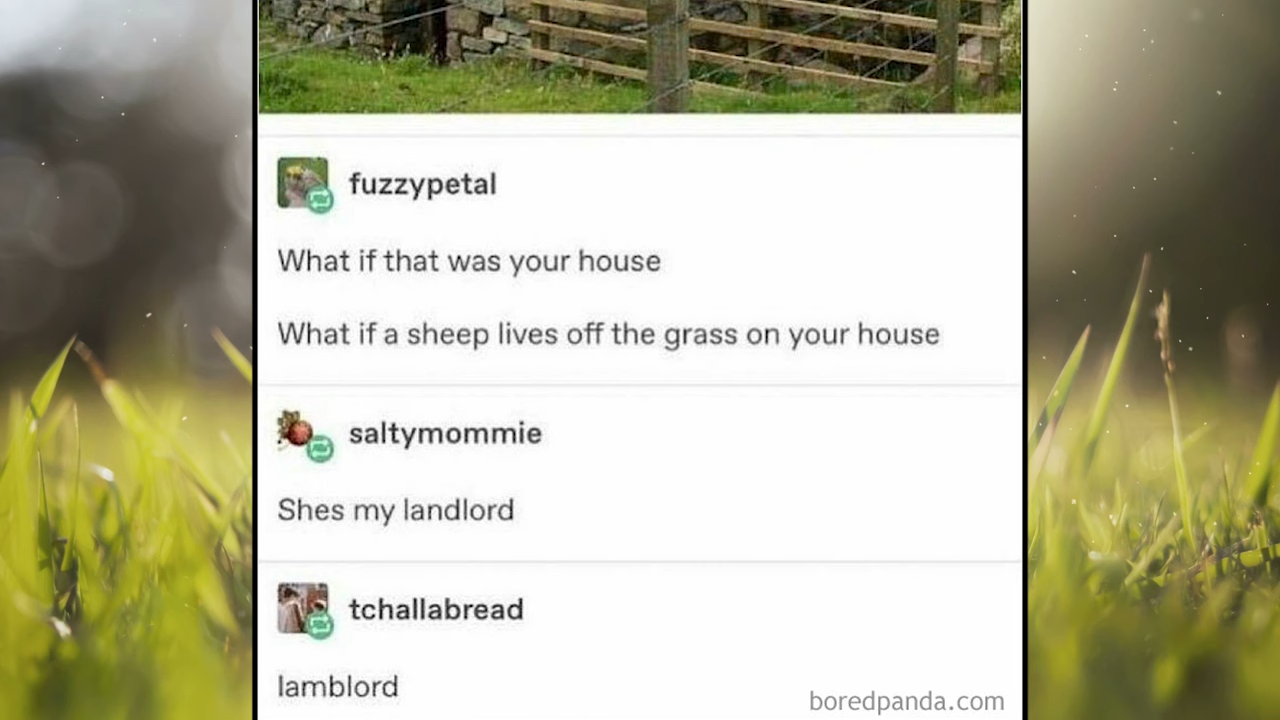 fuzzypetal
What if that was your house
What if a sheep lives off the grass on your house
saltymommie
Shes my landlord
tchallabread
lamblord
boredpanda.com